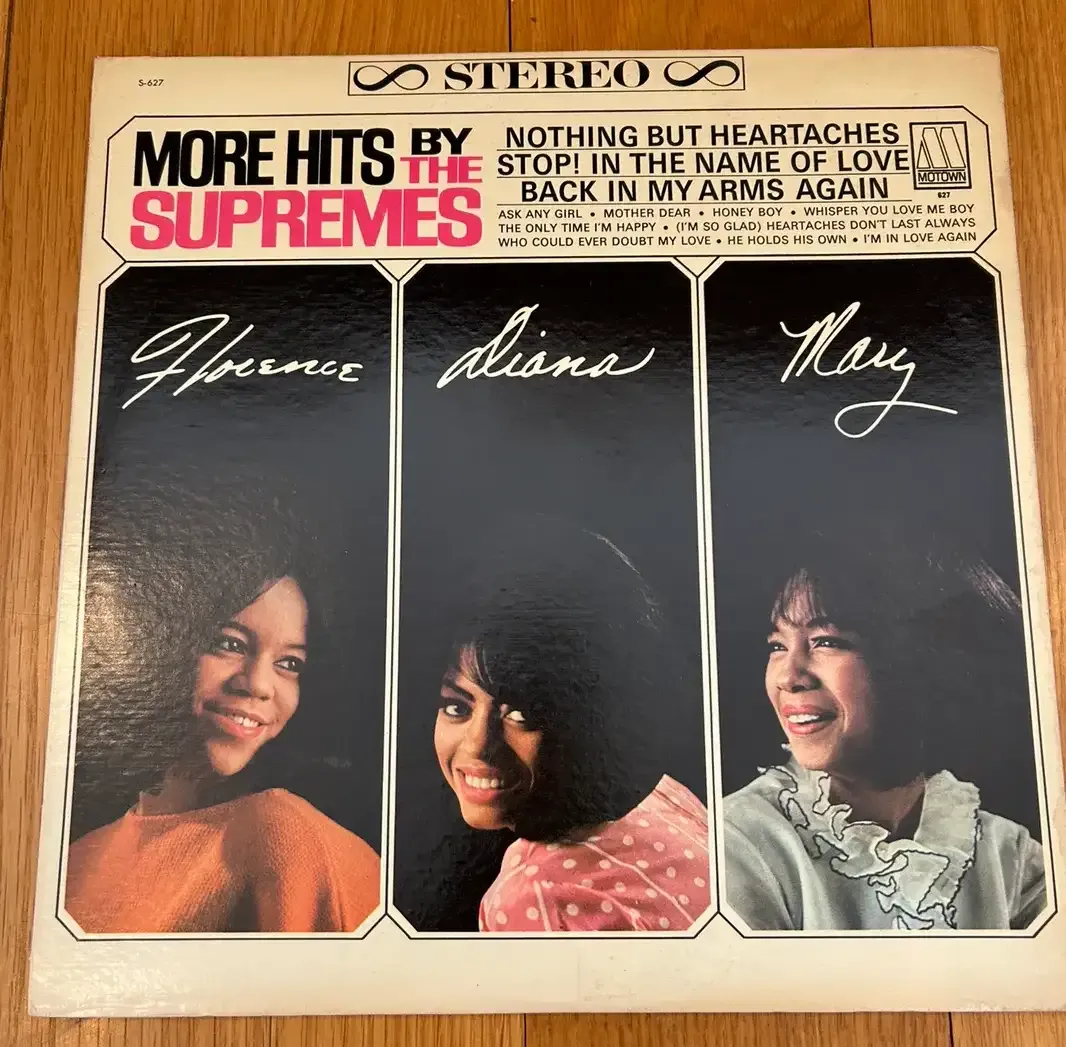 S-627
STEREO
MORE HITS BY
THE
SUPREMES
NOTHING BUT HEARTACHES
STOP! IN THE NAME OF LOVE
BACK IN MY ARMS AGAIN
MOTOWN
627
ASK ANY GIRL • MOTHER DEAR • HONEY BOY • WHISPER YOU LOVE ME BOY
THE ONLY TIME I'M HAPPY • (I'M SO GLAD) HEARTACHES DON'T LAST ALWAYS
WHO COULD EVER DOUBT MY LOVE • HE HOLDS HIS OWN • I'M IN LOVE AGAIN
Florence
Diana
Mary